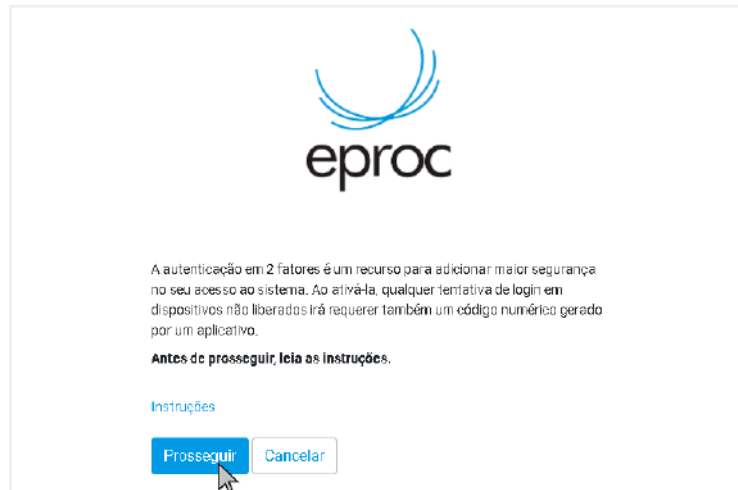 eproc
A autenticação em 2 fatores é um recurso para adicionar maior segurança
no seu acesso ao sistema. Ao ativá-la, qualquer tentativa de login em
dispositivos não liberados irá requerer também um código numérico gerado
por um aplicativo.
Antes de prosseguir, leia as instruções.
Instruções
Prosseguir Cancelar